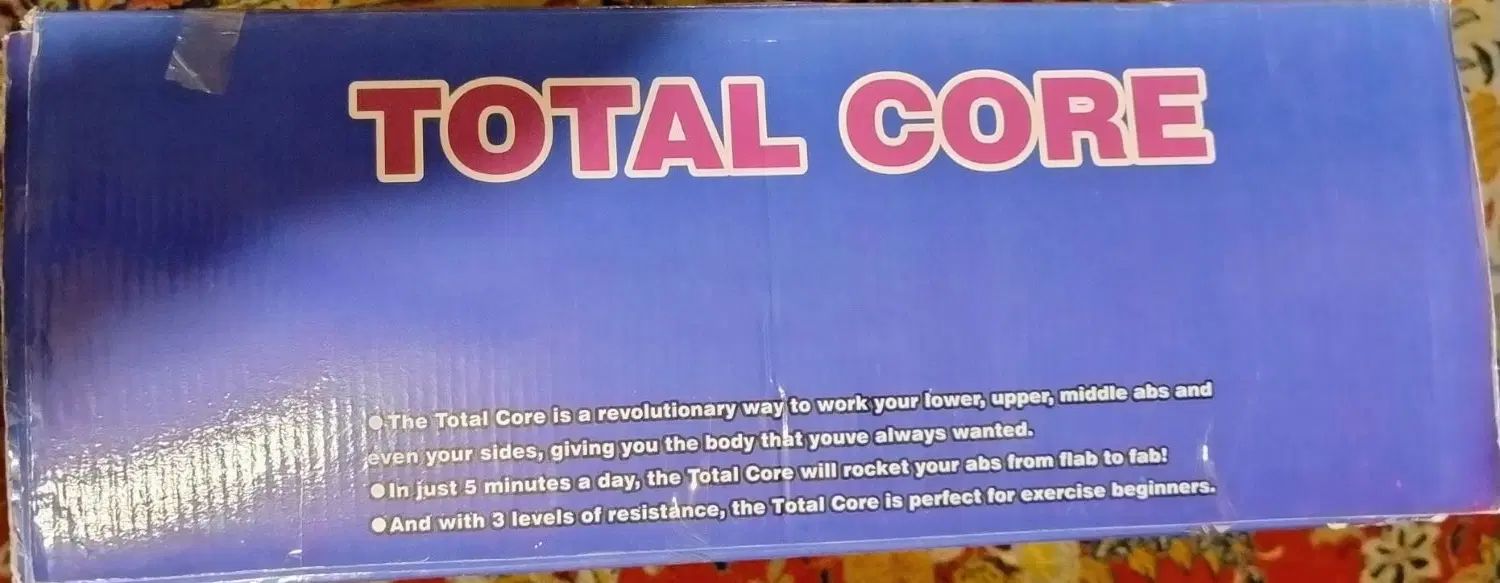 TOTAL CORE
●The Total Core is a revolutionary way to work your lower, upper, middle abs and
even your sides, giving you the body that youve always wanted.
●In just 5 minutes a day, the Total Core will rocket your abs from flab to fab!
●And with 3 levels of resistance, the Total Core is perfect for exercise beginners.